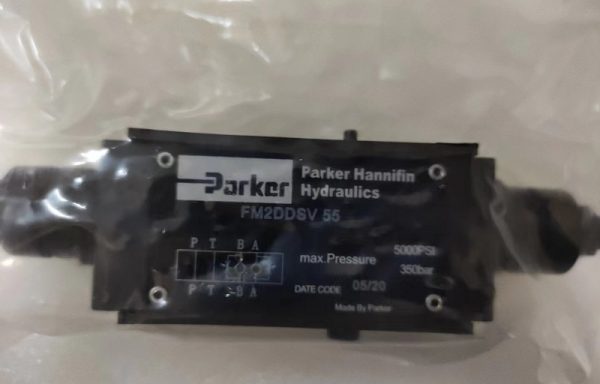 Parker
Parker Hannifin
Hydraulics
FM2DDSV 55
P T B A
P T B A
max.Pressure
5000PSI
350bar
DATE CODE 05/20
Made By Parker